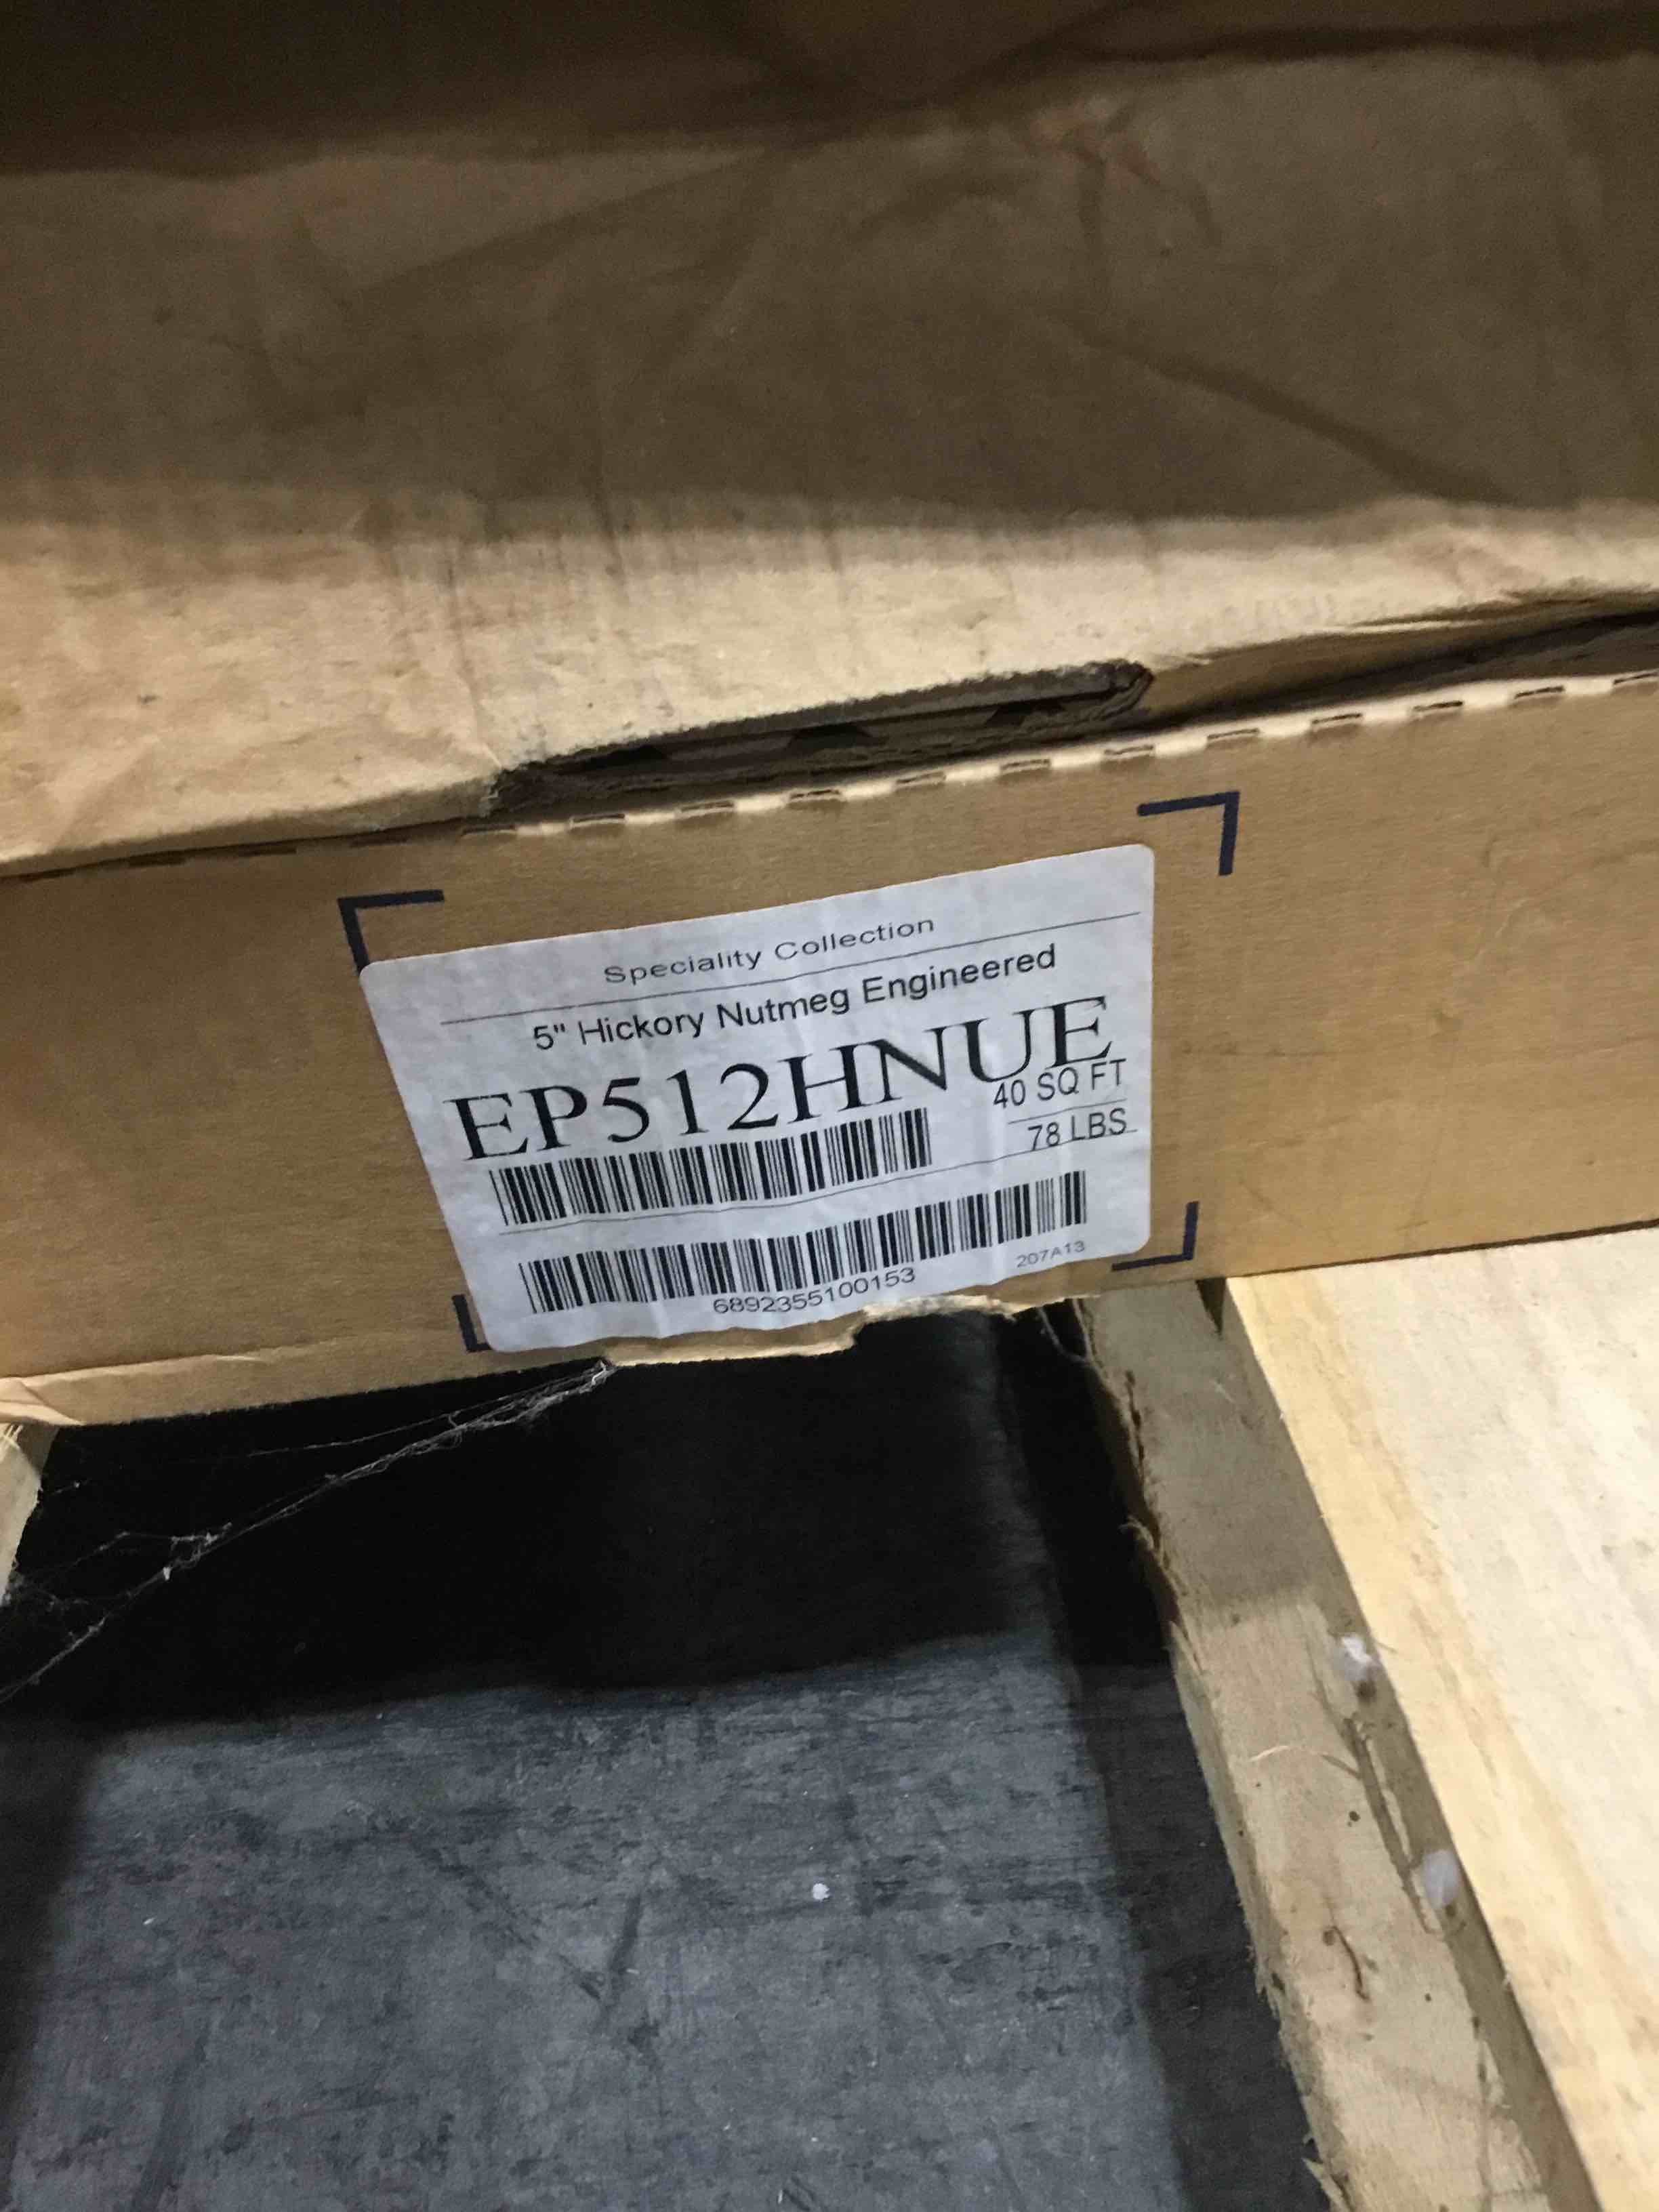 Speciality Collection
5" Hickory Nutmeg Engineered
EP512HNUE
40 SQ FT
78 LBS
207A13
6892355100153